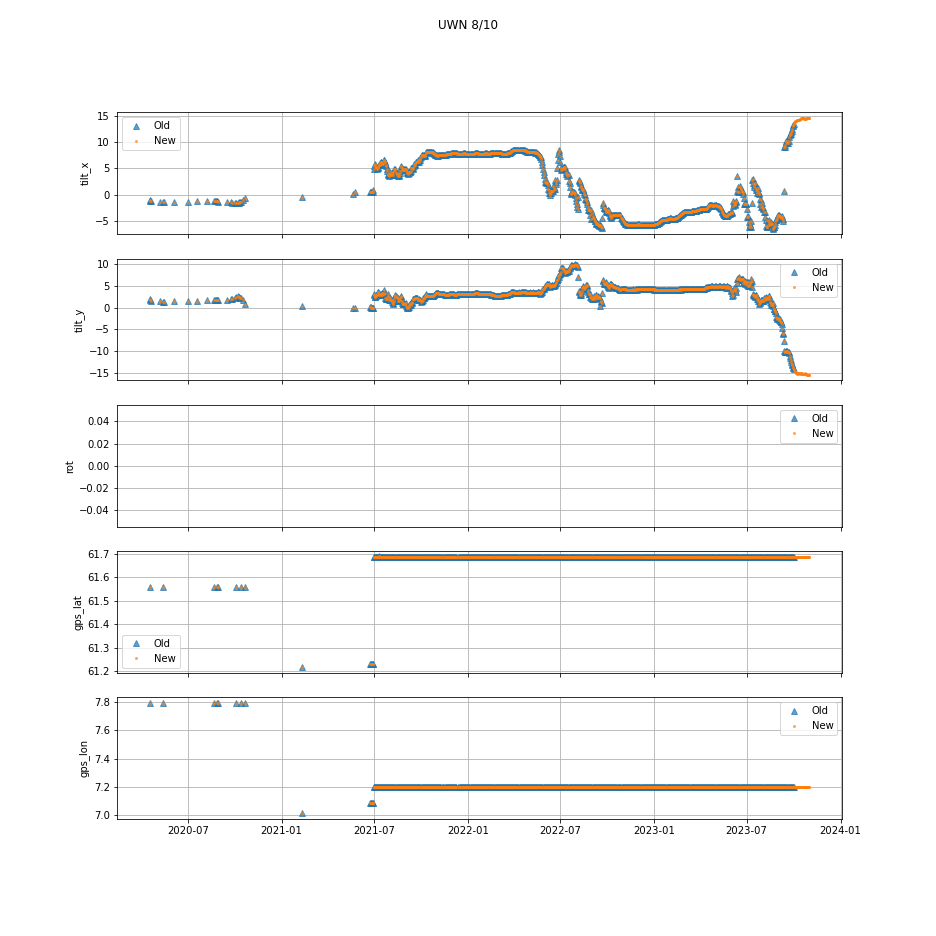 UWN 8/10
15
10
5
0
−5
tilt_x
Old
New
10
5
0
−5
−10
−15
tilt_y
Old
New
0.04
0.02
0.00
−0.02
−0.04
rot
Old
New
61.7
61.6
61.5
61.4
61.3
61.2
gps_lat
Old
New
7.8
7.6
7.4
7.2
7.0
gps_lon
Old
New
2020-07 2021-01 2021-07 2022-01 2022-07 2023-01 2023-07 2024-01